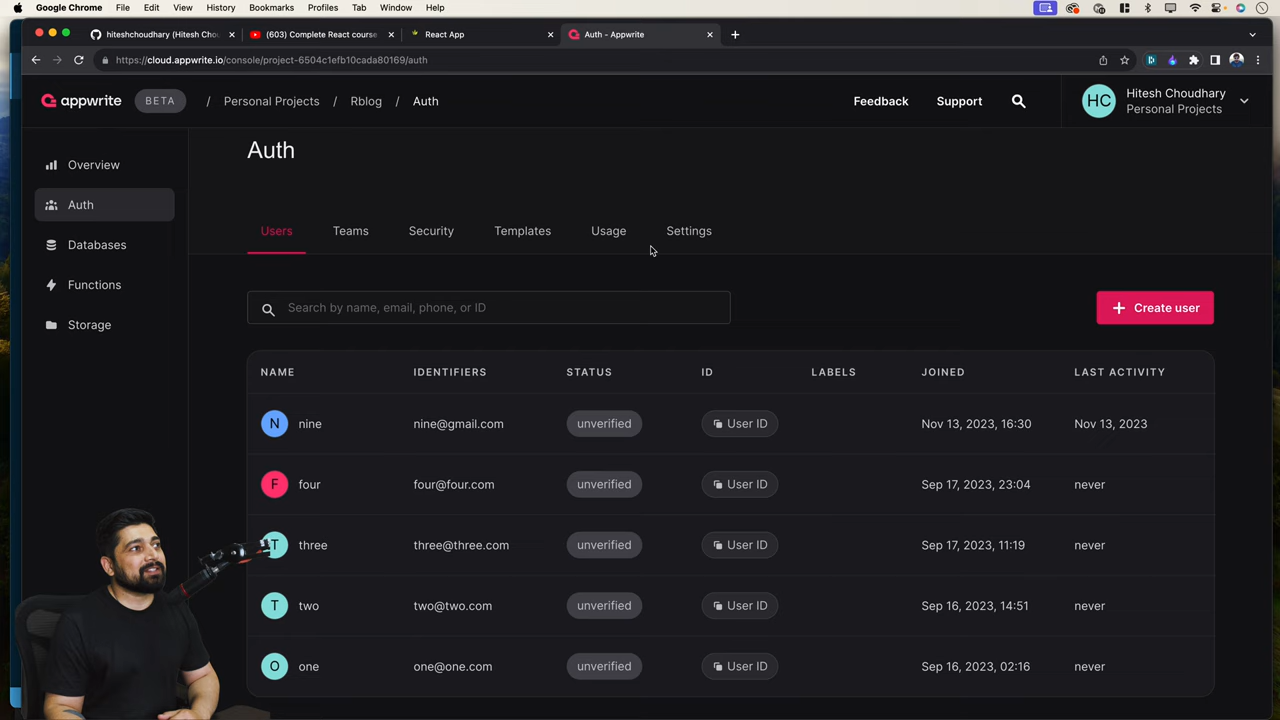 Google Chrome File Edit View History Bookmarks Profiles Tab Window Help
hiteshchoudhary (Hitesh Chou
(603) Complete React course
React App
Auth - Appwrite
https://cloud.appwrite.io/console/project-6504c1efb10cada80169/auth
appwrite BETA / Personal Projects / Rblog / Auth
Feedback Support
HC Hitesh Choudhary
Personal Projects
Overview
Auth
Databases
Functions
Storage
Auth
Users Teams Security Templates Usage Settings
Search by name, email, phone, or ID
Create user
NAME IDENTIFIERS STATUS ID LABELS JOINED LAST ACTIVITY
N nine nine@gmail.com unverified User ID Nov 13, 2023, 16:30 Nov 13, 2023
F four four@four.com unverified User ID Sep 17, 2023, 23:04 never
T three three@three.com unverified User ID Sep 17, 2023, 11:19 never
T two two@two.com unverified User ID Sep 16, 2023, 14:51 never
O one one@one.com unverified User ID Sep 16, 2023, 02:16 never